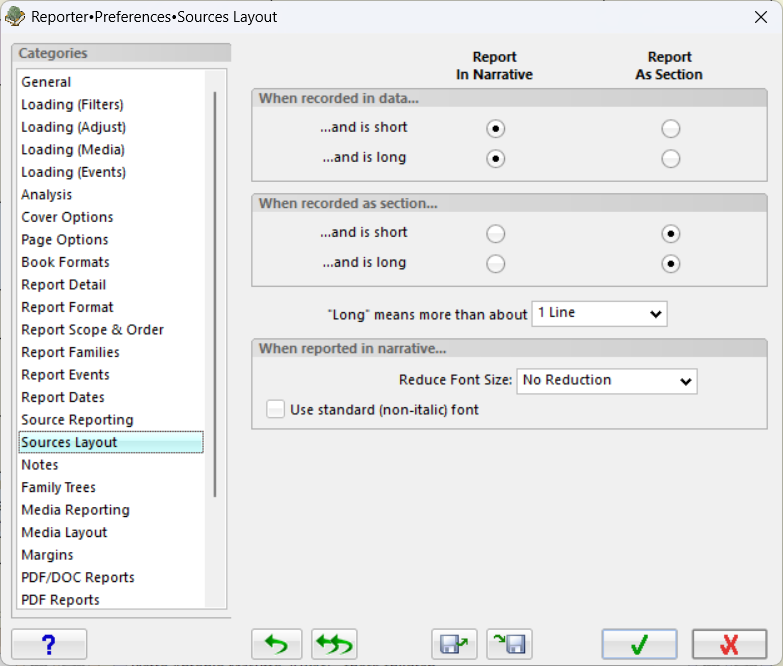 Reporter•Preferences•Sources Layout
Categories
General
Loading (Filters)
Loading (Adjust)
Loading (Media)
Loading (Events)
Analysis
Cover Options
Page Options
Book Formats
Report Detail
Report Format
Report Scope & Order
Report Families
Report Events
Report Dates
Source Reporting
Sources Layout
Notes
Family Trees
Media Reporting
Media Layout
Margins
PDF/DOC Reports
PDF Reports
Report In Narrative
Report As Section
When recorded in data...
...and is short
...and is long
When recorded as section...
...and is short
...and is long
"Long" means more than about 1 Line
When reported in narrative...
Reduce Font Size: No Reduction
Use standard (non-italic) font
?